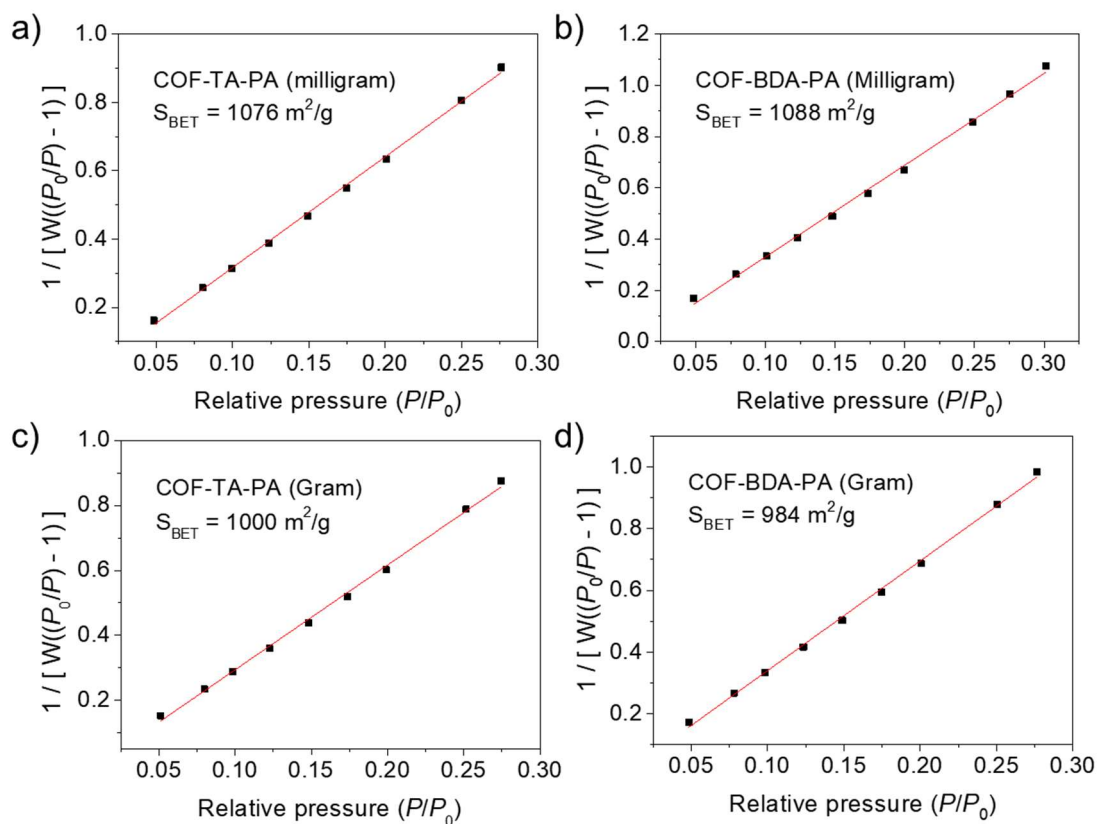 a)
1.0
0.8
0.6
0.4
0.2
1 / [ W((P₀/P) - 1) ]
COF-TA-PA (milligram)
S_BET = 1076 m²/g
0.05 0.10 0.15 0.20 0.25 0.30
Relative pressure (P/P₀)
b)
1.2
1.0
0.8
0.6
0.4
0.2
0.0
1 / [ W((P₀/P) - 1) ]
COF-BDA-PA (Milligram)
S_BET = 1088 m²/g
0.05 0.10 0.15 0.20 0.25 0.30
Relative pressure (P/P₀)
c)
1.0
0.8
0.6
0.4
0.2
1 / [ W((P₀/P) - 1) ]
COF-TA-PA (Gram)
S_BET = 1000 m²/g
0.05 0.10 0.15 0.20 0.25 0.30
Relative pressure (P/P₀)
d)
1.0
0.8
0.6
0.4
0.2
1 / [ W((P₀/P) - 1) ]
COF-BDA-PA (Gram)
S_BET = 984 m²/g
0.05 0.10 0.15 0.20 0.25 0.30
Relative pressure (P/P₀)